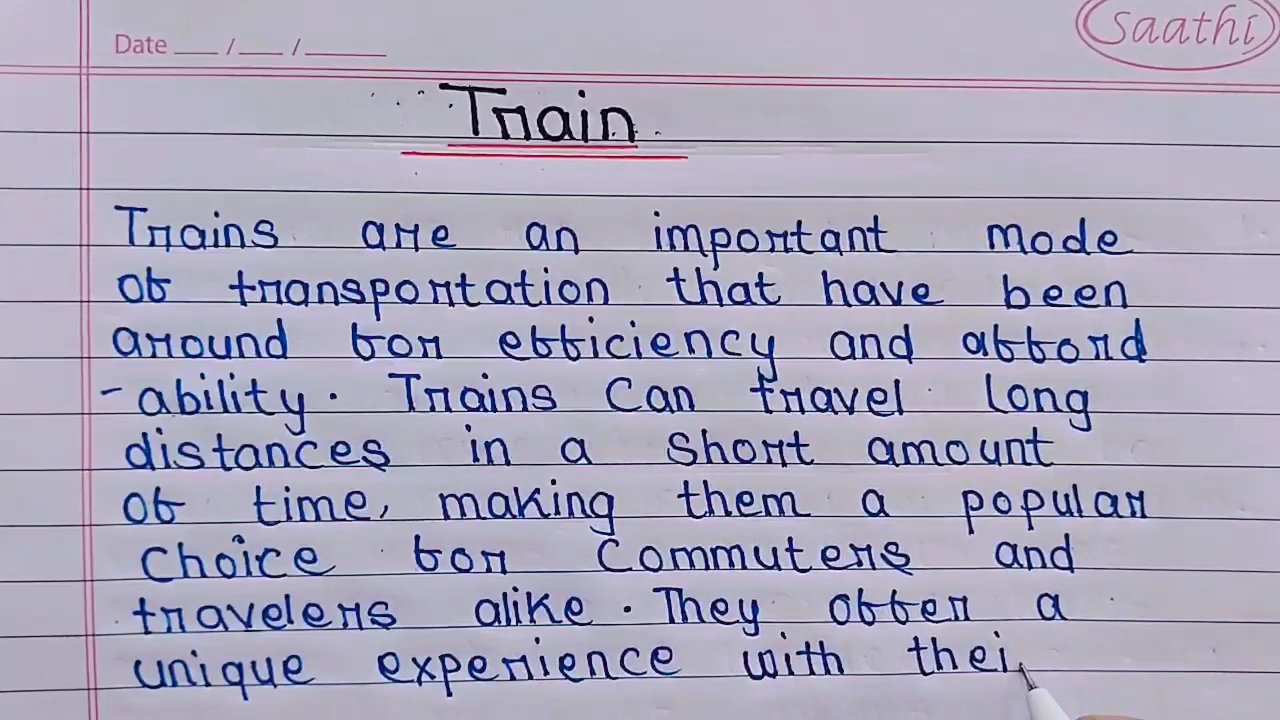 Date __/__/____
Saathi
Train
Trains are an important mode
of transportation that have been
around for efficiency and afford
-ability. Trains can travel long
distances in a short amount
of time, making them a popular
choice for commuters and
travelers alike. They offer a
unique experience with thei